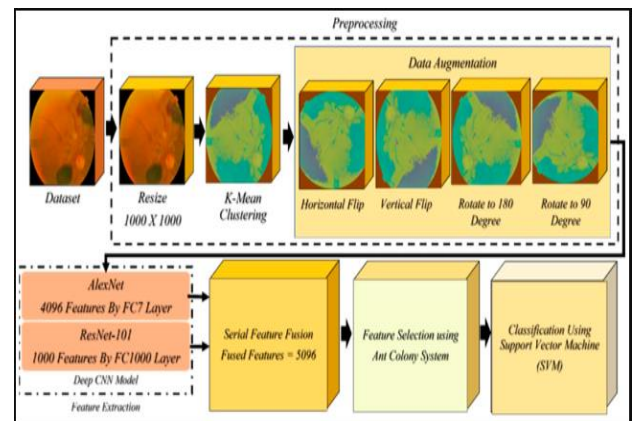 Preprocessing
Data Augmentation
Dataset
Resize
1000 X 1000
K-Mean
Clustering
Horizontal Flip
Vertical Flip
Rotate to 180
Degree
Rotate to 90
Degree
AlexNet
4096 Features By FC7 Layer
ResNet-101
1000 Features By FC1000 Layer
Deep CNN Model
Feature Extraction
Serial Feature Fusion
Fused Features = 5096
Feature Selection using
Ant Colony System
Classification Using
Support Vector Machine
(SVM)